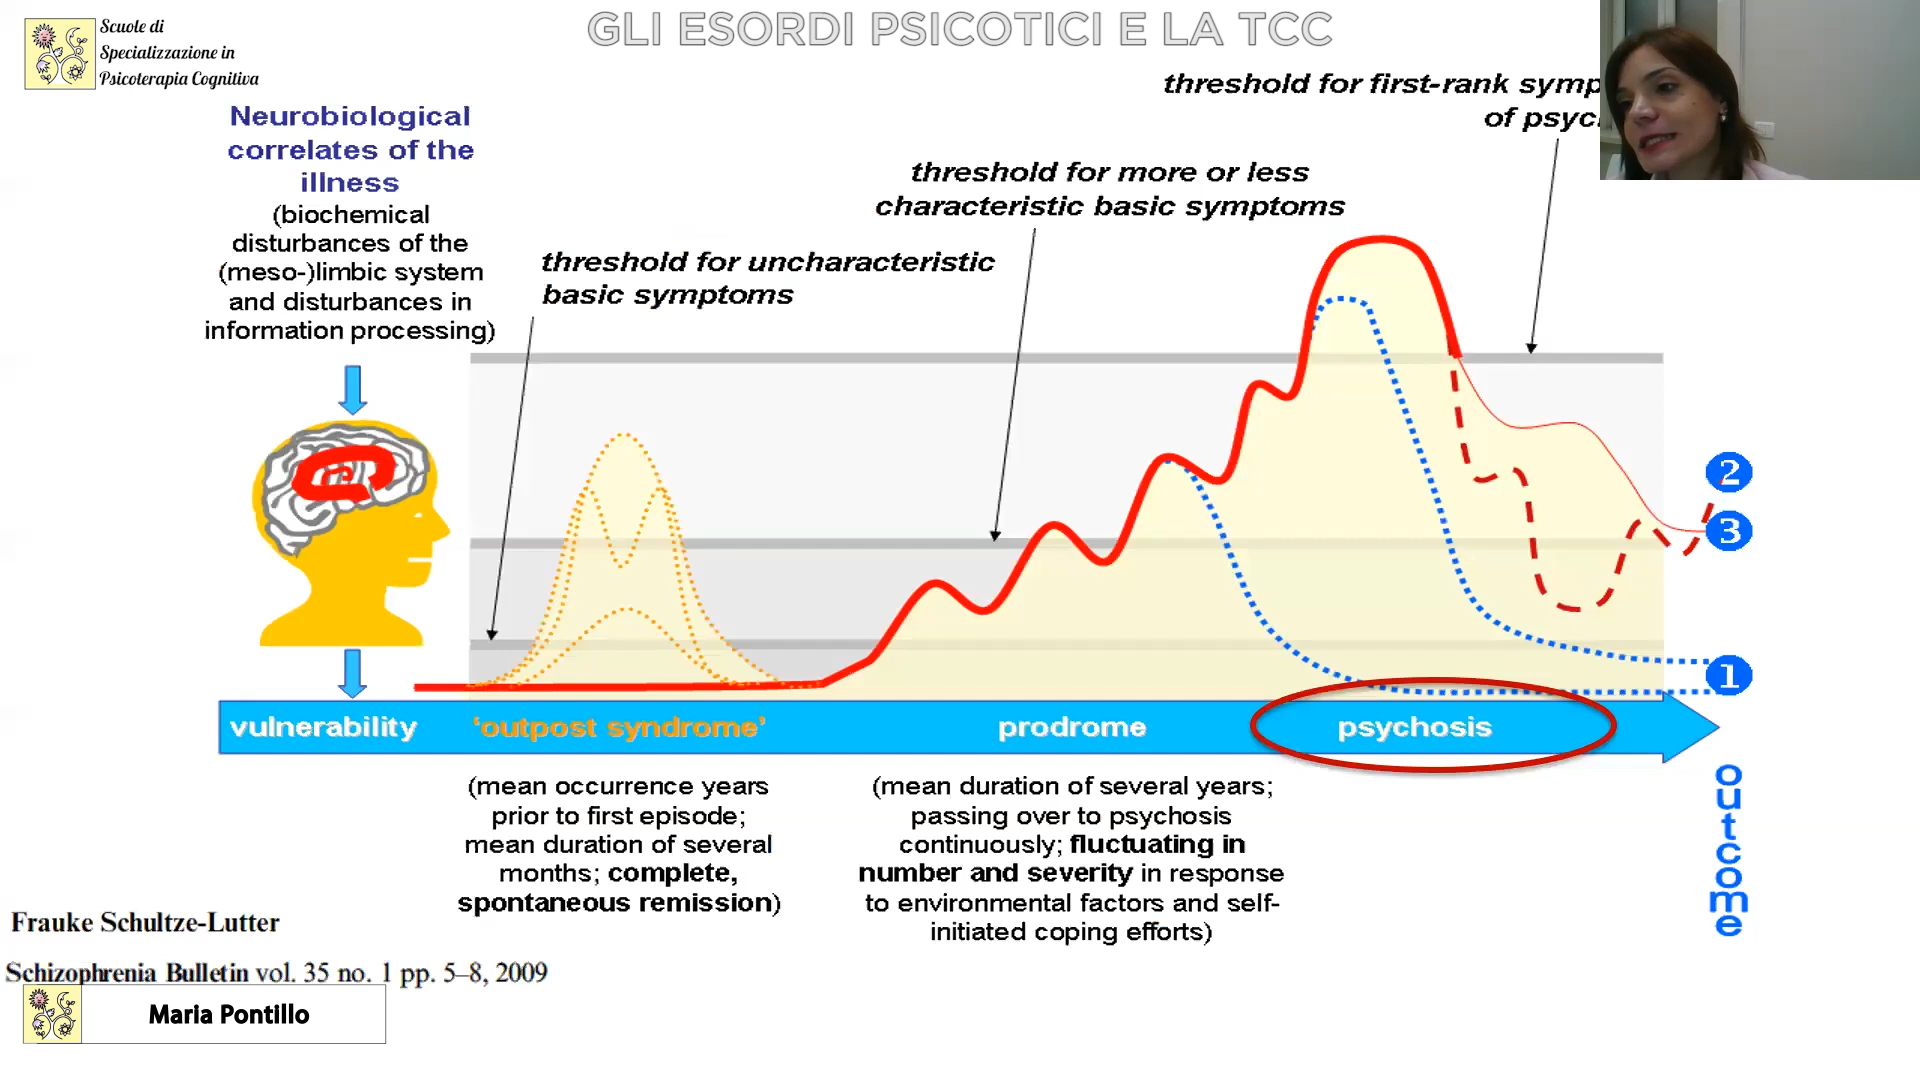 Scuole di
Specializzazione in
Psicoterapia Cognitiva
GLI ESORDI PSICOTICI E LA TCC
threshold for first-rank
of
Neurobiological
correlates of the
illness
(biochemical
disturbances of the
(meso-)limbic system
and disturbances in
information processing)
threshold for more or less
characteristic basic symptoms
threshold for uncharacteristic
basic symptoms
2
3
1
vulnerability
'outpost syndrome'
prodrome
psychosis
outcome
(mean occurrence years
prior to first episode;
mean duration of several
months; complete,
spontaneous remission)
(mean duration of several years;
passing over to psychosis
continuously; fluctuating in
number and severity in response
to environmental factors and self-
initiated coping efforts)
Frauke Schultze-Lutter
Schizophrenia Bulletin vol. 35 no. 1 pp. 5–8, 2009
Maria Pontillo